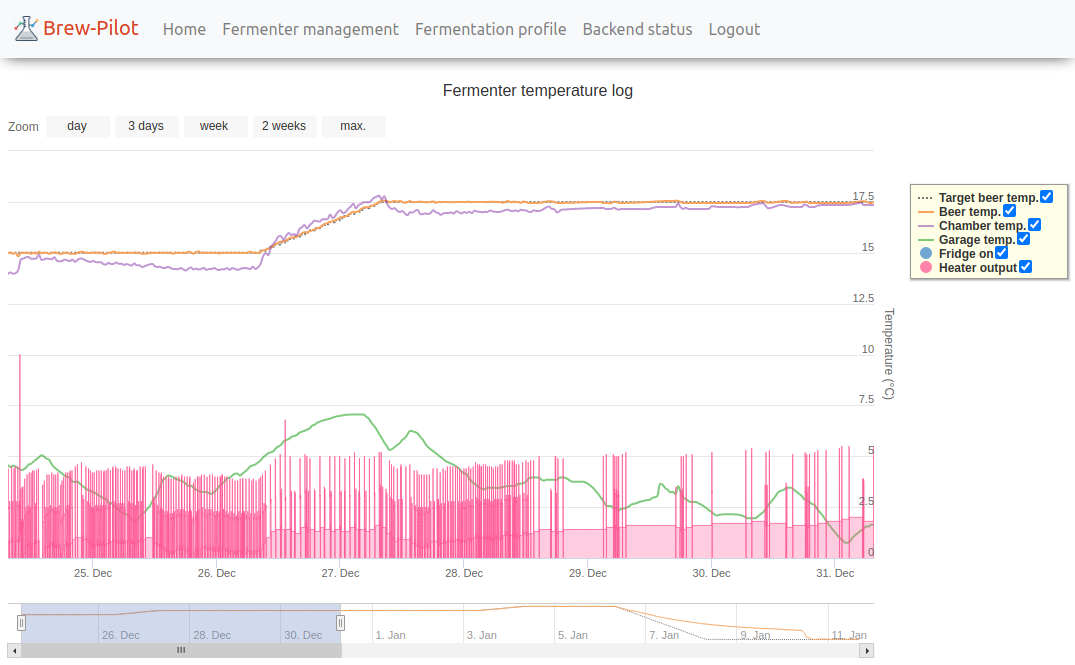 Brew-Pilot Home Fermenter management Fermentation profile Backend status Logout
Fermenter temperature log
Zoom day 3 days week 2 weeks max.
17.5
15
12.5
10
7.5
5
2.5
0
Temperature (°C)
Target beer temp.
Beer temp.
Chamber temp.
Garage temp.
Fridge on
Heater output
25. Dec 26. Dec 27. Dec 28. Dec 29. Dec 30. Dec 31. Dec
26. Dec 28. Dec 30. Dec 1. Jan 3. Jan 5. Jan 7. Jan 9. Jan 11. Jan